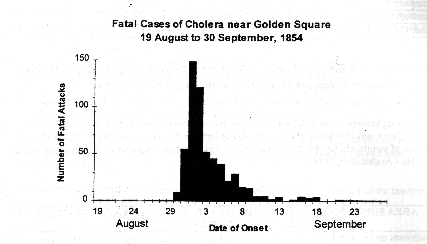 Fatal Cases of Cholera near Golden Square
19 August to 30 September, 1854
Number of Fatal Attacks
150
100
50
0
19 24 29 3 8 13 18 23
August September
Date of Onset